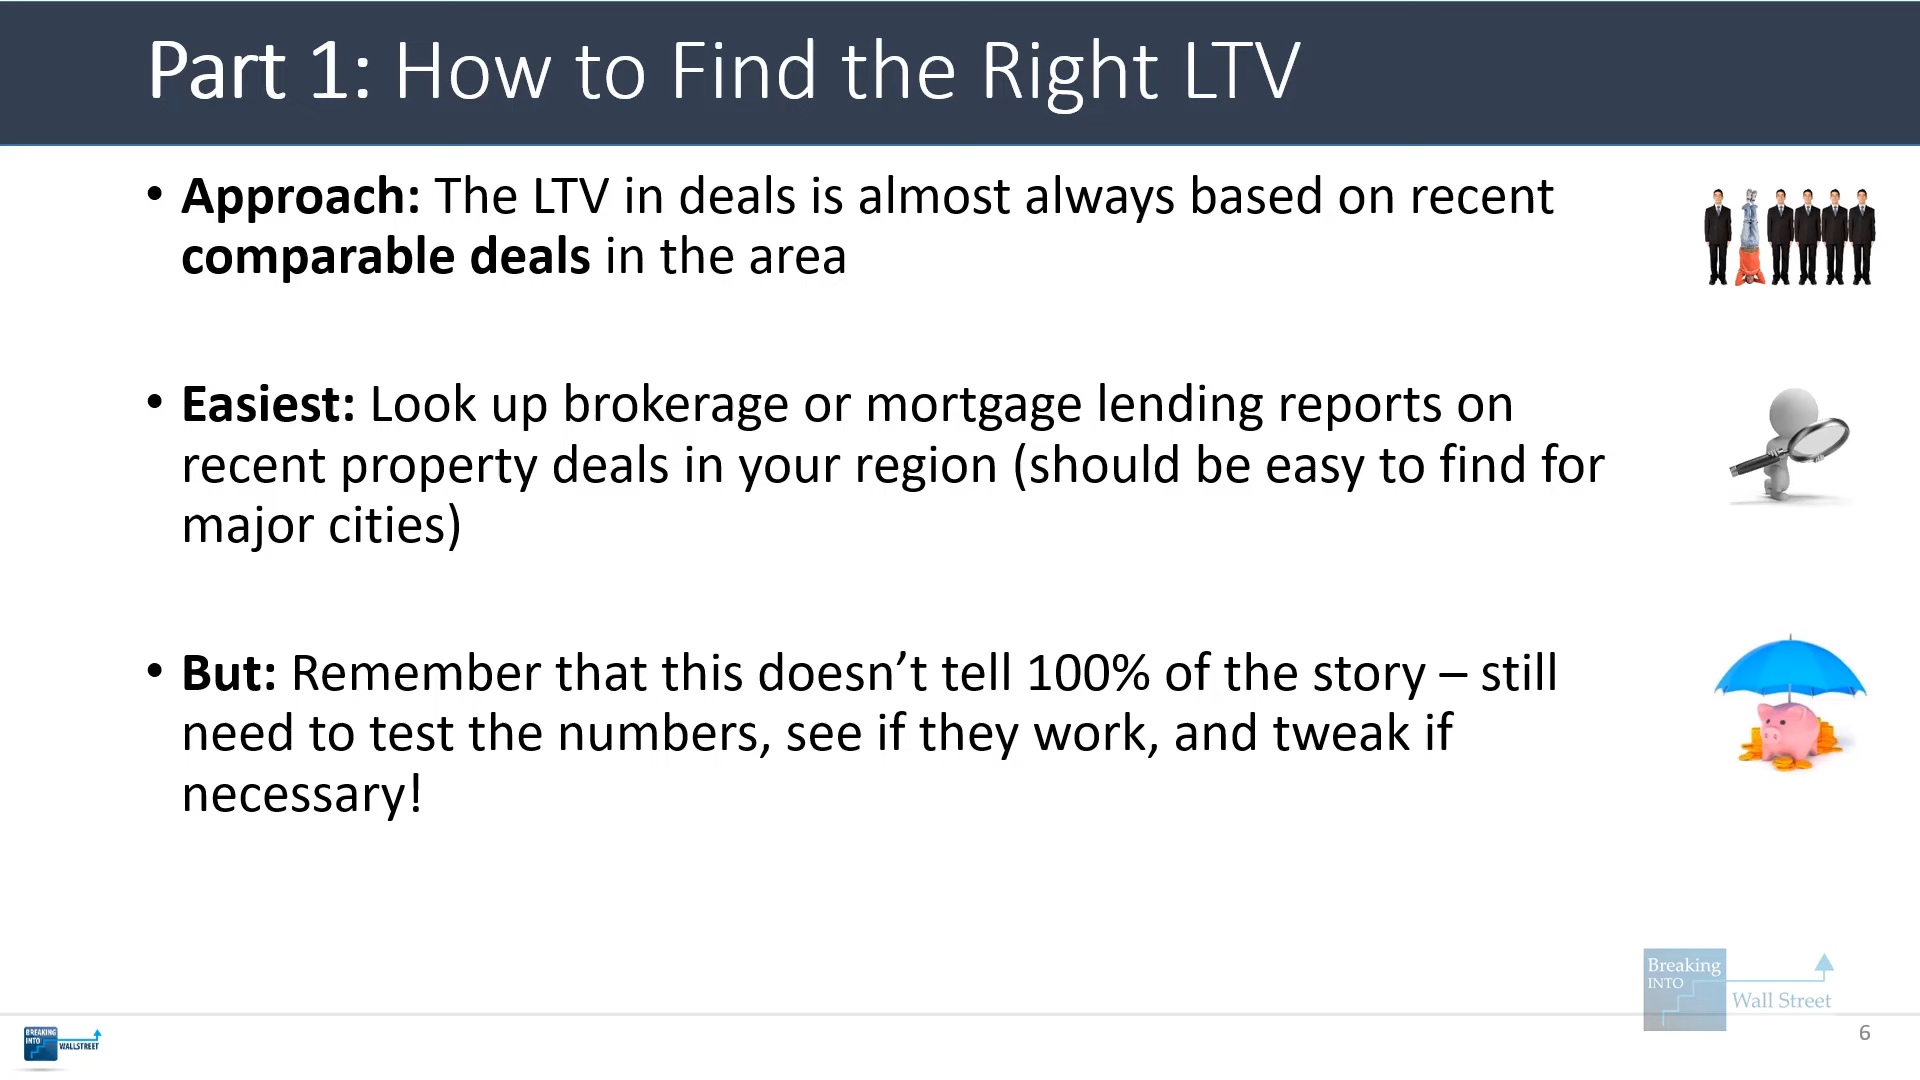 Part 1: How to Find the Right LTV
• Approach: The LTV in deals is almost always based on recent
comparable deals in the area
• Easiest: Look up brokerage or mortgage lending reports on
recent property deals in your region (should be easy to find for
major cities)
• But: Remember that this doesn’t tell 100% of the story – still
need to test the numbers, see if they work, and tweak if
necessary!
Breaking
INTO
Wall Street
BREAKING
INTO
WALLSTREET
6